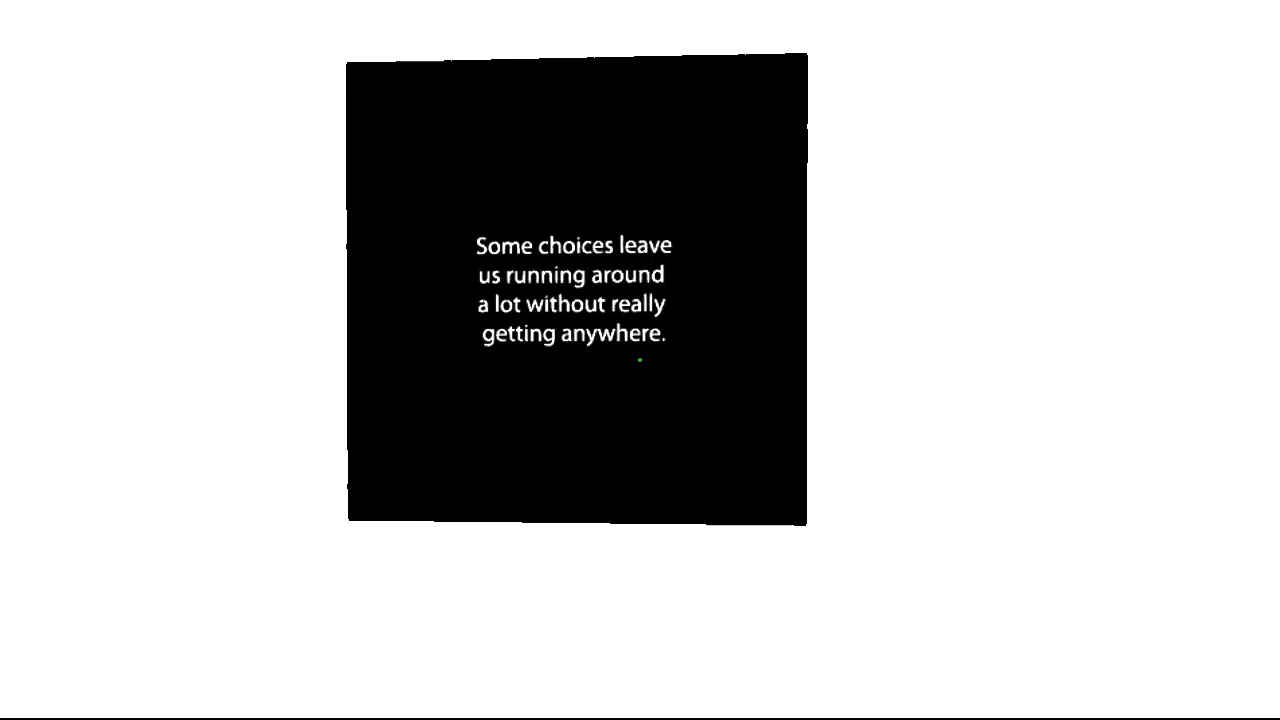 Some choices leave
us running around
a lot without really
getting anywhere.